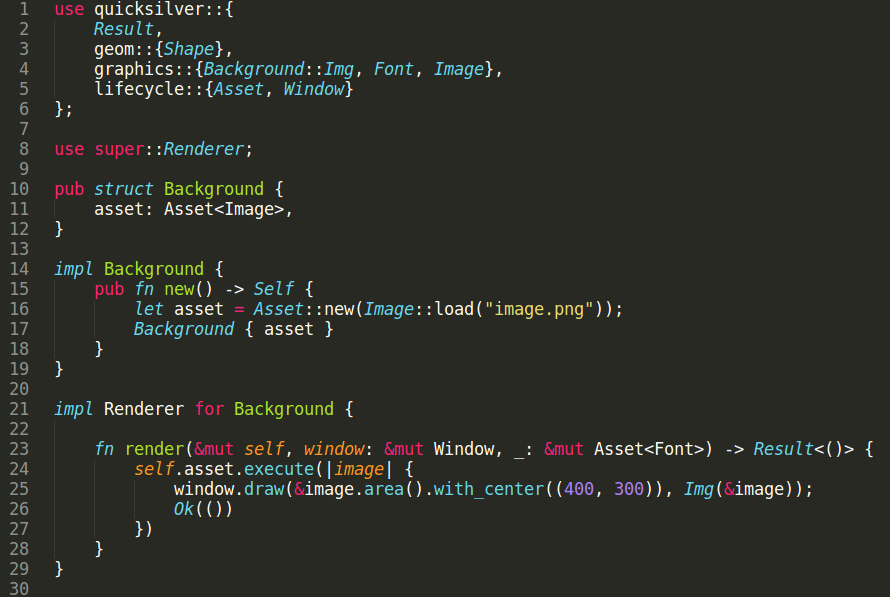 1 use quicksilver::{
2     Result,
3     geom::{Shape},
4     graphics::{Background::Img, Font, Image},
5     lifecycle::{Asset, Window}
6 };
7
8 use super::Renderer;
9
10 pub struct Background {
11     asset: Asset<Image>,
12 }
13
14 impl Background {
15     pub fn new() -> Self {
16         let asset = Asset::new(Image::load("image.png"));
17         Background { asset }
18     }
19 }
20
21 impl Renderer for Background {
22
23     fn render(&mut self, window: &mut Window, _: &mut Asset<Font>) -> Result<()> {
24         self.asset.execute(|image| {
25             window.draw(&image.area().with_center((400, 300)), Img(&image));
26             Ok(())
27         })
28     }
29 }
30